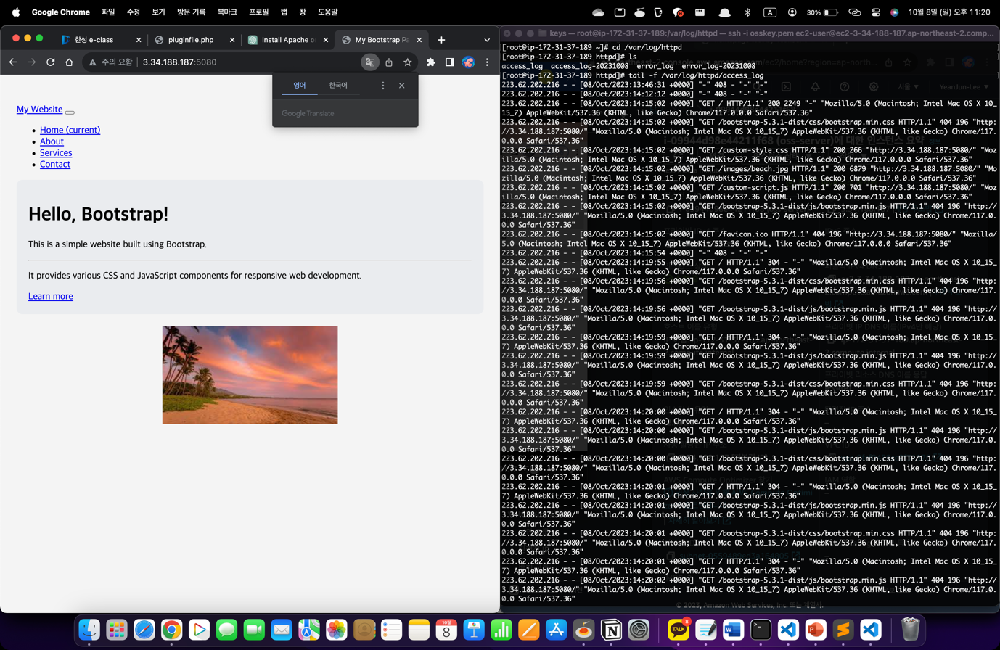 Google Chrome 파일 수정 보기 방문 기록 북마크 프로필 탭 창 도움말 A 30% 10월 8일 (일) 오후 11:20
한성 e-class pluginfile.php Install Apache o My Bootstrap Pa
주의 요함 3.34.188.187:5080
영어 한국어
Google Translate
My Website
Home (current)
About
Services
Contact
Hello, Bootstrap!
This is a simple website built using Bootstrap.
It provides various CSS and JavaScript components for responsive web development.
Learn more
keys — root@ip-172-31-37-189:/var/log/httpd — ssh -i osskey.pem ec2-user@ec2-3-34-188-187.ap-northeast-2.comp...
[root@ip-172-31-37-189 ~]# cd /var/log/httpd
[root@ip-172-31-37-189 httpd]# ls
access_log access_log-20231008 error_log error_log-20231008
[root@ip-172-31-37-189 httpd]# tail -f /var/log/httpd/access_log
223.62.202.216 - - [08/Oct/2023:13:46:31 +0000] "-" 408 - "-" "-"
223.62.202.216 - - [08/Oct/2023:14:12:12 +0000] "-" 408 - "-" "-"
223.62.202.216 - - [08/Oct/2023:14:15:02 +0000] "GET / HTTP/1.1" 200 2249 "-" "Mozilla/5.0 (Macintosh; Intel Mac OS X 10_
15_7) AppleWebKit/537.36 (KHTML, like Gecko) Chrome/117.0.0.0 Safari/537.36"
223.62.202.216 - - [08/Oct/2023:14:15:02 +0000] "GET /bootstrap-5.3.1-dist/css/bootstrap.min.css HTTP/1.1" 404 196 "http:
//3.34.188.187:5080/" "Mozilla/5.0 (Macintosh; Intel Mac OS X 10_15_7) AppleWebKit/537.36 (KHTML, like Gecko) Chrome/117.
0.0.0 Safari/537.36"
223.62.202.216 - - [08/Oct/2023:14:15:02 +0000] "GET /custom-style.css HTTP/1.1" 200 266 "http://3.34.188.187:5080/" "Moz
illa/5.0 (Macintosh; Intel Mac OS X 10_15_7) AppleWebKit/537.36 (KHTML, like Gecko) Chrome/117.0.0.0 Safari/537.36"
223.62.202.216 - - [08/Oct/2023:14:15:02 +0000] "GET /images/beach.jpg HTTP/1.1" 200 6879 "http://3.34.188.187:5080/" "Mo
zilla/5.0 (Macintosh; Intel Mac OS X 10_15_7) AppleWebKit/537.36 (KHTML, like Gecko) Chrome/117.0.0.0 Safari/537.36"
223.62.202.216 - - [08/Oct/2023:14:15:02 +0000] "GET /custom-script.js HTTP/1.1" 200 701 "http://3.34.188.187:5080/" "Moz
illa/5.0 (Macintosh; Intel Mac OS X 10_15_7) AppleWebKit/537.36 (KHTML, like Gecko) Chrome/117.0.0.0 Safari/537.36"
223.62.202.216 - - [08/Oct/2023:14:15:02 +0000] "GET /bootstrap-5.3.1-dist/js/bootstrap.min.js HTTP/1.1" 404 196 "http://
3.34.188.187:5080/" "Mozilla/5.0 (Macintosh; Intel Mac OS X 10_15_7) AppleWebKit/537.36 (KHTML, like Gecko) Chrome/117.0.
0.0 Safari/537.36"
223.62.202.216 - - [08/Oct/2023:14:15:02 +0000] "GET /favicon.ico HTTP/1.1" 404 196 "http://3.34.188.187:5080/" "Mozilla/
5.0 (Macintosh; Intel Mac OS X 10_15_7) AppleWebKit/537.36 (KHTML, like Gecko) Chrome/117.0.0.0 Safari/537.36"
223.62.202.216 - - [08/Oct/2023:14:15:54 +0000] "-" 408 - "-" "-"
223.62.202.216 - - [08/Oct/2023:14:19:55 +0000] "GET / HTTP/1.1" 304 - "-" "Mozilla/5.0 (Macintosh; Intel Mac OS X 10_15_
7) AppleWebKit/537.36 (KHTML, like Gecko) Chrome/117.0.0.0 Safari/537.36"
223.62.202.216 - - [08/Oct/2023:14:19:56 +0000] "GET /bootstrap-5.3.1-dist/css/bootstrap.min.css HTTP/1.1" 404 196 "http:
//3.34.188.187:5080/" "Mozilla/5.0 (Macintosh; Intel Mac OS X 10_15_7) AppleWebKit/537.36 (KHTML, like Gecko) Chrome/117.
0.0.0 Safari/537.36"
223.62.202.216 - - [08/Oct/2023:14:19:56 +0000] "GET /bootstrap-5.3.1-dist/js/bootstrap.min.js HTTP/1.1" 404 196 "http://
3.34.188.187:5080/" "Mozilla/5.0 (Macintosh; Intel Mac OS X 10_15_7) AppleWebKit/537.36 (KHTML, like Gecko) Chrome/117.0.
0.0 Safari/537.36"
223.62.202.216 - - [08/Oct/2023:14:19:59 +0000] "GET / HTTP/1.1" 304 - "-" "Mozilla/5.0 (Macintosh; Intel Mac OS X 10_15_
7) AppleWebKit/537.36 (KHTML, like Gecko) Chrome/117.0.0.0 Safari/537.36"
223.62.202.216 - - [08/Oct/2023:14:19:59 +0000] "GET /bootstrap-5.3.1-dist/js/bootstrap.min.js HTTP/1.1" 404 196 "http://
3.34.188.187:5080/" "Mozilla/5.0 (Macintosh; Intel Mac OS X 10_15_7) AppleWebKit/537.36 (KHTML, like Gecko) Chrome/117.0.
0.0 Safari/537.36"
223.62.202.216 - - [08/Oct/2023:14:19:59 +0000] "GET /bootstrap-5.3.1-dist/css/bootstrap.min.css HTTP/1.1" 404 196 "http:
//3.34.188.187:5080/" "Mozilla/5.0 (Macintosh; Intel Mac OS X 10_15_7) AppleWebKit/537.36 (KHTML, like Gecko) Chrome/117.
0.0.0 Safari/537.36"
223.62.202.216 - - [08/Oct/2023:14:20:00 +0000] "GET / HTTP/1.1" 304 - "-" "Mozilla/5.0 (Macintosh; Intel Mac OS X 10_15_
7) AppleWebKit/537.36 (KHTML, like Gecko) Chrome/117.0.0.0 Safari/537.36"
223.62.202.216 - - [08/Oct/2023:14:20:00 +0000] "GET /bootstrap-5.3.1-dist/js/bootstrap.min.js HTTP/1.1" 404 196 "http://
3.34.188.187:5080/" "Mozilla/5.0 (Macintosh; Intel Mac OS X 10_15_7) AppleWebKit/537.36 (KHTML, like Gecko) Chrome/117.0.
0.0 Safari/537.36"
223.62.202.216 - - [08/Oct/2023:14:20:00 +0000] "GET /bootstrap-5.3.1-dist/css/bootstrap.min.css HTTP/1.1" 404 196 "http:
//3.34.188.187:5080/" "Mozilla/5.0 (Macintosh; Intel Mac OS X 10_15_7) AppleWebKit/537.36 (KHTML, like Gecko) Chrome/117.
0.0.0 Safari/537.36"
223.62.202.216 - - [08/Oct/2023:14:20:01 +0000] "GET / HTTP/1.1" 304 - "-" "Mozilla/5.0 (Macintosh; Intel Mac OS X 10_15_
7) AppleWebKit/537.36 (KHTML, like Gecko) Chrome/117.0.0.0 Safari/537.36"
223.62.202.216 - - [08/Oct/2023:14:20:01 +0000] "GET /bootstrap-5.3.1-dist/js/bootstrap.min.js HTTP/1.1" 404 196 "http://
3.34.188.187:5080/" "Mozilla/5.0 (Macintosh; Intel Mac OS X 10_15_7) AppleWebKit/537.36 (KHTML, like Gecko) Chrome/117.0.
0.0 Safari/537.36"
223.62.202.216 - - [08/Oct/2023:14:20:01 +0000] "GET /bootstrap-5.3.1-dist/css/bootstrap.min.css HTTP/1.1" 404 196 "http:
//3.34.188.187:5080/" "Mozilla/5.0 (Macintosh; Intel Mac OS X 10_15_7) AppleWebKit/537.36 (KHTML, like Gecko) Chrome/117.
0.0.0 Safari/537.36"
223.62.202.216 - - [08/Oct/2023:14:20:01 +0000] "GET / HTTP/1.1" 304 - "-" "Mozilla/5.0 (Macintosh; Intel Mac OS X 10_15_
7) AppleWebKit/537.36 (KHTML, like Gecko) Chrome/117.0.0.0 Safari/537.36"
223.62.202.216 - - [08/Oct/2023:14:20:02 +0000] "GET /bootstrap-5.3.1-dist/js/bootstrap.min.js HTTP/1.1" 404 196 "http://
3.34.188.187:5080/" "Mozilla/5.0 (Macintosh; Intel Mac OS X 10_15_7) AppleWebKit/537.36 (KHTML, like Gecko) Chrome/117.0.
0.0 Safari/537.36"
© 2023, Amazon Web Services, Inc. 또는 계열사.
10월 8 TALK 8